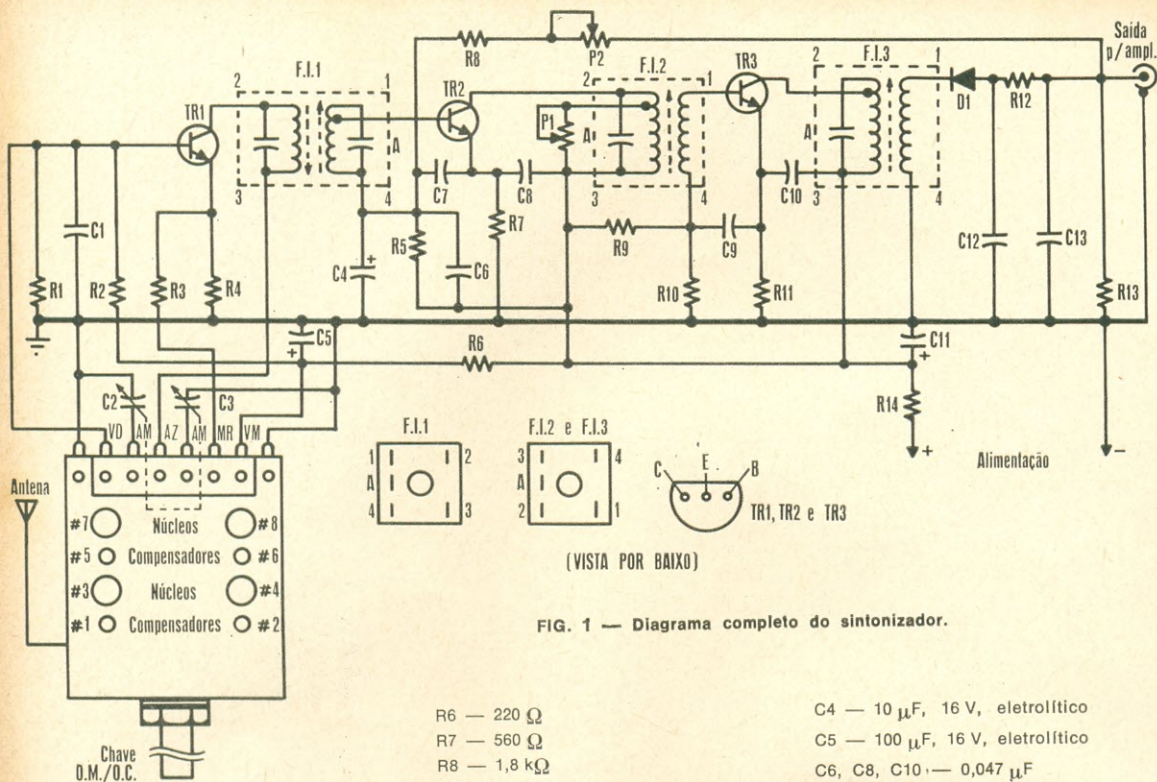 Saída
p/ampl.
R8
P2
F.I.1
F.I.2
F.I.3
TR1
TR2
TR3
2
1
2
1
2
1
P1
A
A
A
D1
R12
3
4
3
4
3
4
C7
C8
C10
C1
R7
R9
C9
C12
C13
R1
R2
R3
R4
C4
+
R5
C6
R10
R11
R13
C5
+
R6
C11
+
R14
C2
C3
VD
AM
AZ
AM
MR
VM
+
Alimentação
−
Antena
#7
Núcleos
#8
#5
Compensadores
#6
#3
Núcleos
#4
#1
Compensadores
#2
Chave
O.M./O.C.
F.I.1
1
2
A
4
3
F.I.2 e F.I.3
3
4
A
2
1
C
E
B
TR1, TR2 e TR3
(VISTA POR BAIXO)
FIG. 1 — Diagrama completo do sintonizador.
R6 — 220 Ω
R7 — 560 Ω
R8 — 1,8 kΩ
C4 — 10 μF, 16 V, eletrolítico
C5 — 100 μF, 16 V, eletrolítico
C6, C8, C10 — 0,047 μF